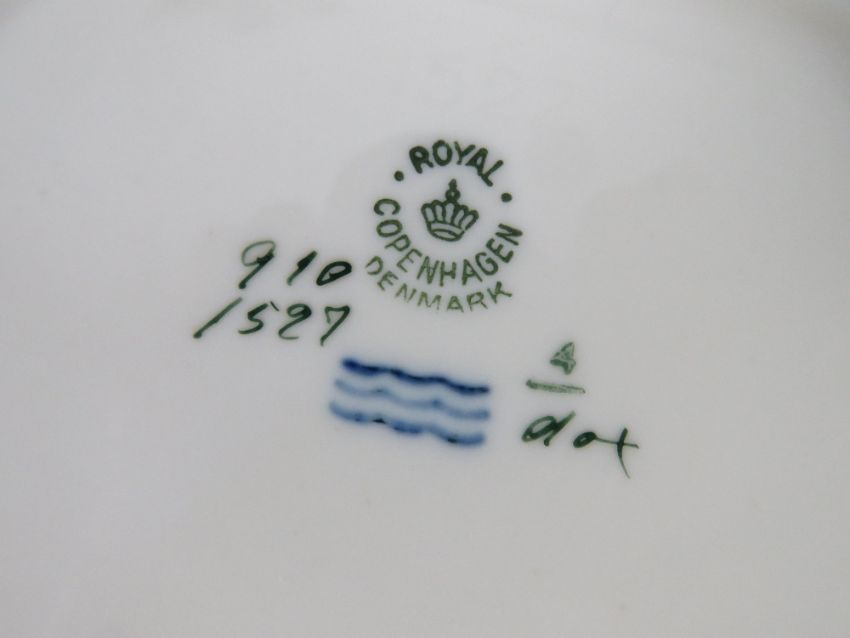 ROYAL
COPENHAGEN
DENMARK
910
1527